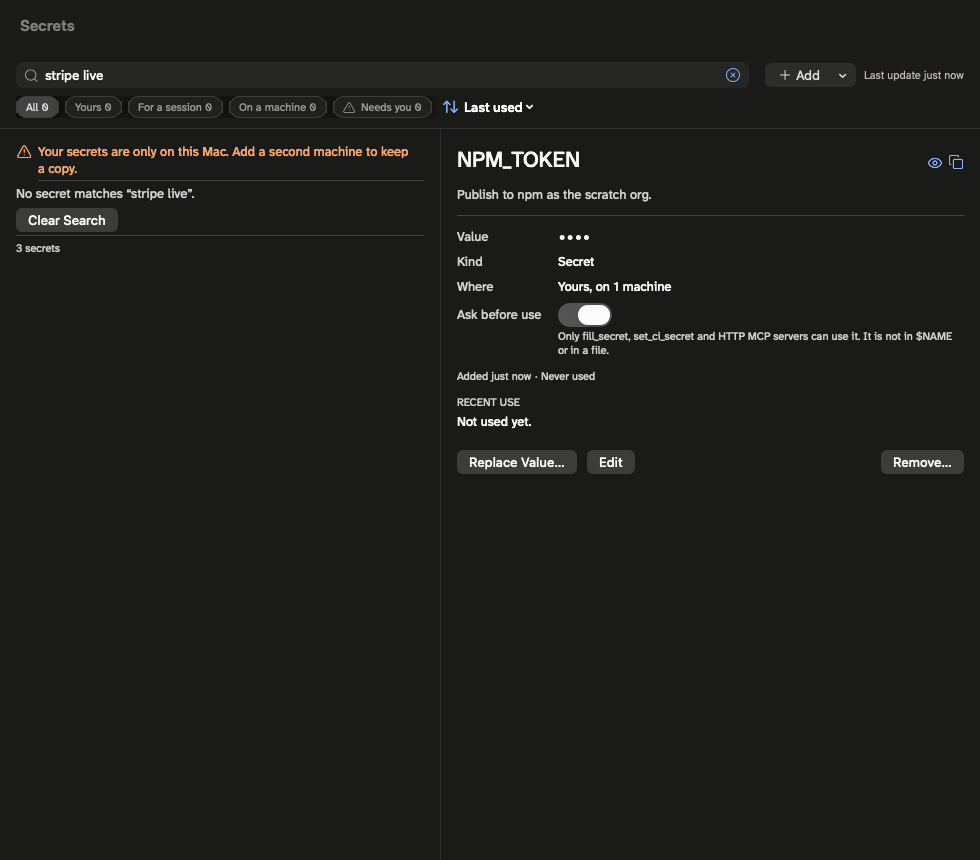 Secrets
stripe live
Add
Last update just now
All 0
Yours 0
For a session 0
On a machine 0
Needs you 0
Last used
Your secrets are only on this Mac. Add a second machine to keep
a copy.
No secret matches “stripe live”.
Clear Search
3 secrets
NPM_TOKEN
Publish to npm as the scratch org.
Value ••••
Kind Secret
Where Yours, on 1 machine
Ask before use
Only fill_secret, set_ci_secret and HTTP MCP servers can use it. It is not in $NAME
or in a file.
Added just now · Never used
RECENT USE
Not used yet.
Replace Value...
Edit
Remove...